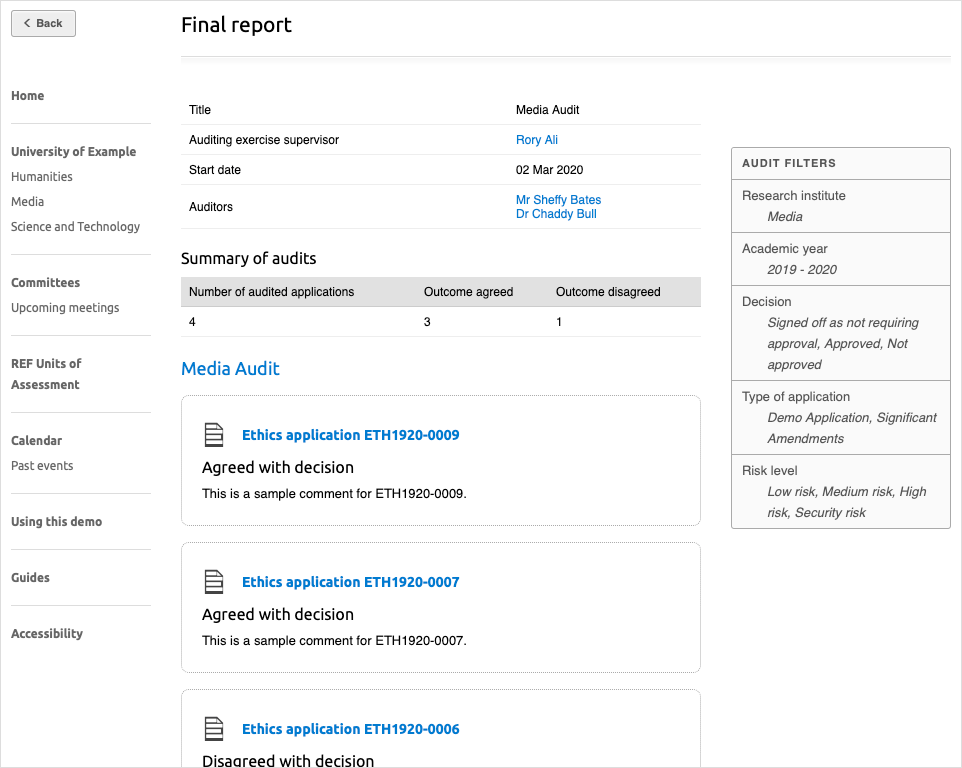 Back
Final report
Home
University of Example
Humanities
Media
Science and Technology
Committees
Upcoming meetings
REF Units of
Assessment
Calendar
Past events
Using this demo
Guides
Accessibility
Title Media Audit
Auditing exercise supervisor Rory Ali
Start date 02 Mar 2020
Auditors Mr Sheffy Bates
Dr Chaddy Bull
Summary of audits
Number of audited applications Outcome agreed Outcome disagreed
4 3 1
Media Audit
Ethics application ETH1920-0009
Agreed with decision
This is a sample comment for ETH1920-0009.
Ethics application ETH1920-0007
Agreed with decision
This is a sample comment for ETH1920-0007.
Ethics application ETH1920-0006
Disagreed with decision
AUDIT FILTERS
Research institute
Media
Academic year
2019 - 2020
Decision
Signed off as not requiring
approval, Approved, Not
approved
Type of application
Demo Application, Significant
Amendments
Risk level
Low risk, Medium risk, High
risk, Security risk